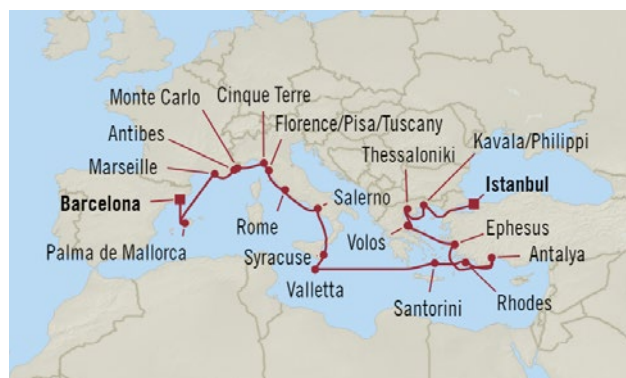 Monte Carlo
Cinque Terre
Antibes
Florence/Pisa/Tuscany
Marseille
Thessaloniki
Kavala/Philippi
Barcelona
Salerno
Istanbul
Rome
Volos
Ephesus
Palma de Mallorca
Syracuse
Antalya
Valletta
Santorini
Rhodes